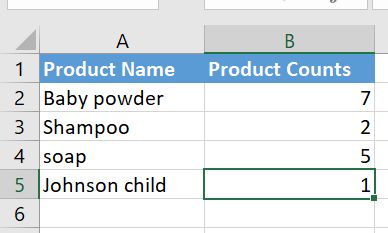 A B
1 Product Name Product Counts
2 Baby powder 7
3 Shampoo 2
4 soap 5
5 Johnson child 1
6